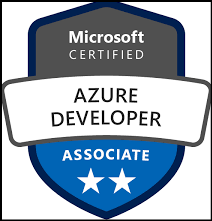 Microsoft
CERTIFIED
AZURE
DEVELOPER
ASSOCIATE